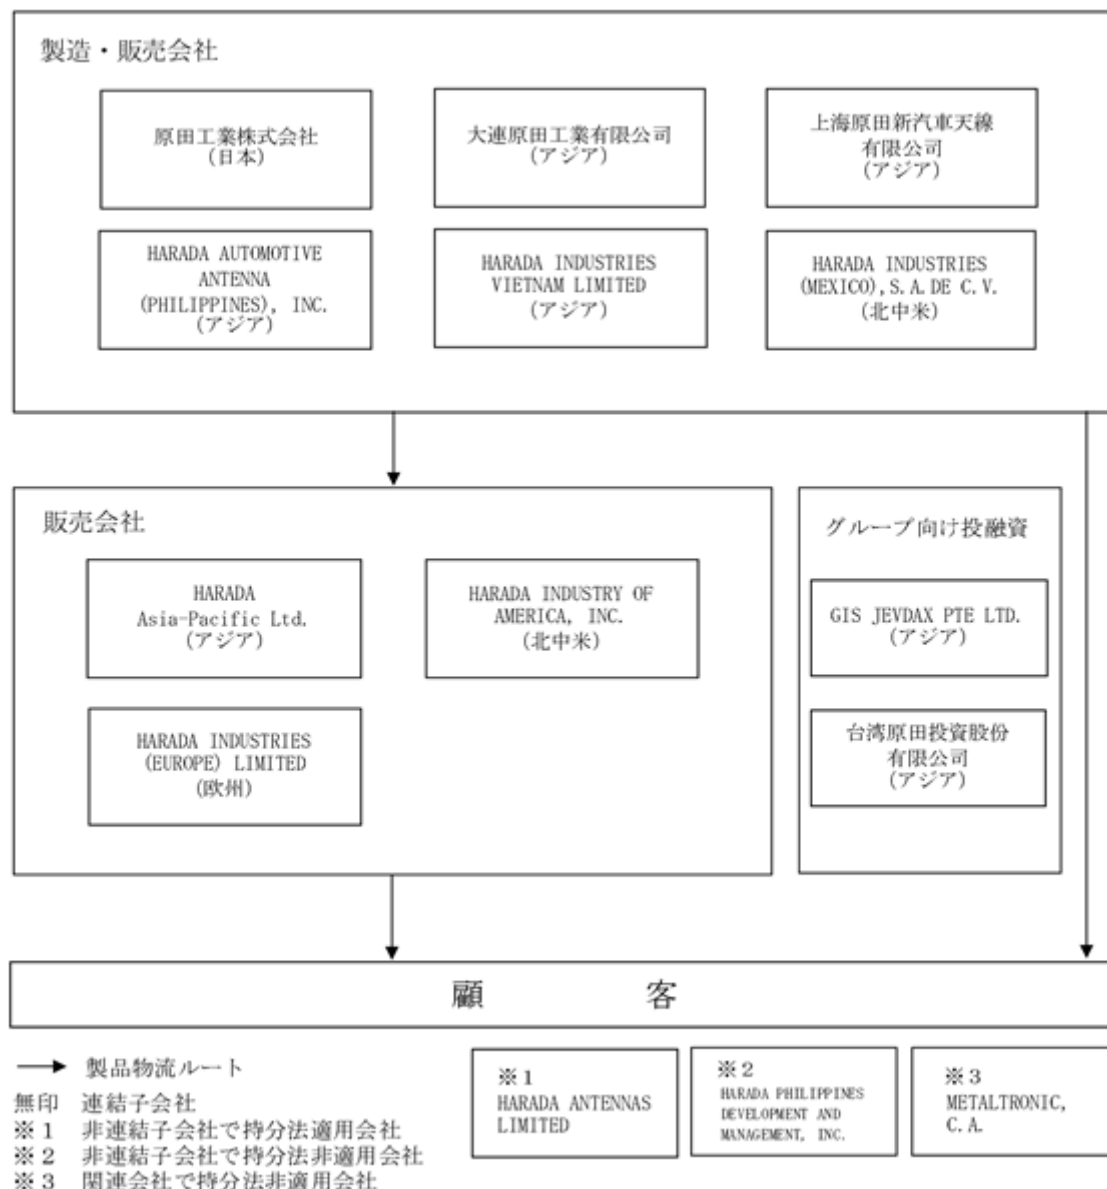 製造・販売会社
原田工業株式会社
(日本)
大連原田工業有限公司
(アジア)
上海原田新汽車天線
有限公司
(アジア)
HARADA AUTOMOTIVE
ANTENNA
(PHILIPPINES), INC.
(アジア)
HARADA INDUSTRIES
VIETNAM LIMITED
(アジア)
HARADA INDUSTRIES
(MEXICO),S.A.DE C.V.
(北中米)
販売会社
HARADA
Asia-Pacific Ltd.
(アジア)
HARADA INDUSTRY OF
AMERICA, INC.
(北中米)
HARADA INDUSTRIES
(EUROPE) LIMITED
(欧州)
グループ向け投融資
GIS JEVDAX PTE LTD.
(アジア)
台湾原田投資股份
有限公司
(アジア)
顧 客
製品物流ルート
無印 連結子会社
※1 非連結子会社で持分法適用会社
※2 非連結子会社で持分法非適用会社
※3 関連会社で持分法非適用会社
※1
HARADA ANTENNAS
LIMITED
※2
HARADA PHILIPPINES
DEVELOPMENT AND
MANAGEMENT, INC.
※3
METALTRONIC,
C.A.